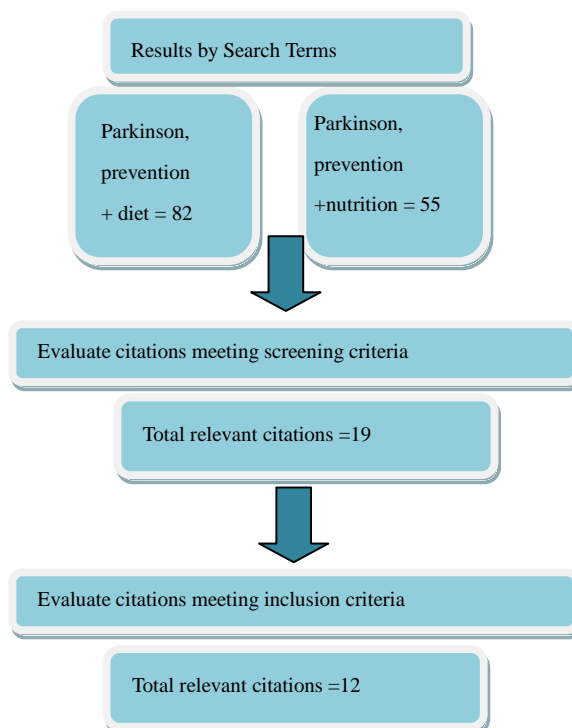 Results by Search Terms
Parkinson,
prevention
+ diet = 82
Parkinson,
prevention
+nutrition = 55
Evaluate citations meeting screening criteria
Total relevant citations =19
Evaluate citations meeting inclusion criteria
Total relevant citations =12